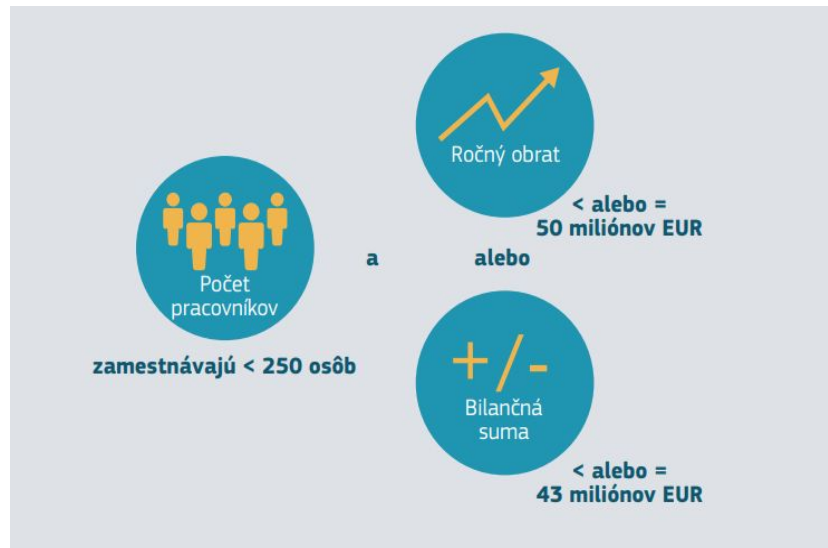 Ročný obrat
< alebo =
50 miliónov EUR
Počet
pracovníkov
zamestnávajú < 250 osôb
a
alebo
+/-
Bilančná
suma
< alebo =
43 miliónov EUR